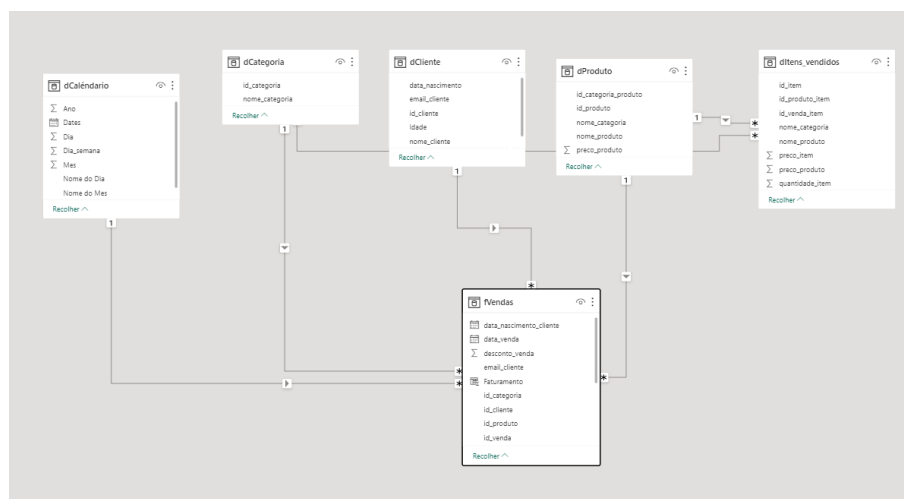 dCaléndario
Ano
Dates
Dia
Dia_semana
Mes
Nome do Dia
Nome do Mes
Recolher
1
dCategoria
id_categoria
nome_categoria
Recolher
1
dCliente
data_nascimento
email_cliente
id_cliente
Idade
nome_cliente
Recolher
1
dProduto
id_categoria_produto
id_produto
nome_categoria
nome_produto
preco_produto
Recolher
1
1
*
*
dItens_vendidos
id_item
id_produto_item
id_venda_item
nome_categoria
nome_produto
preco_item
preco_produto
quantidade_item
Recolher
*
fVendas
data_nascimento_cliente
data_venda
desconto_venda
email_cliente
Faturamento
id_categoria
id_cliente
id_produto
id_venda
Recolher
*
*
*